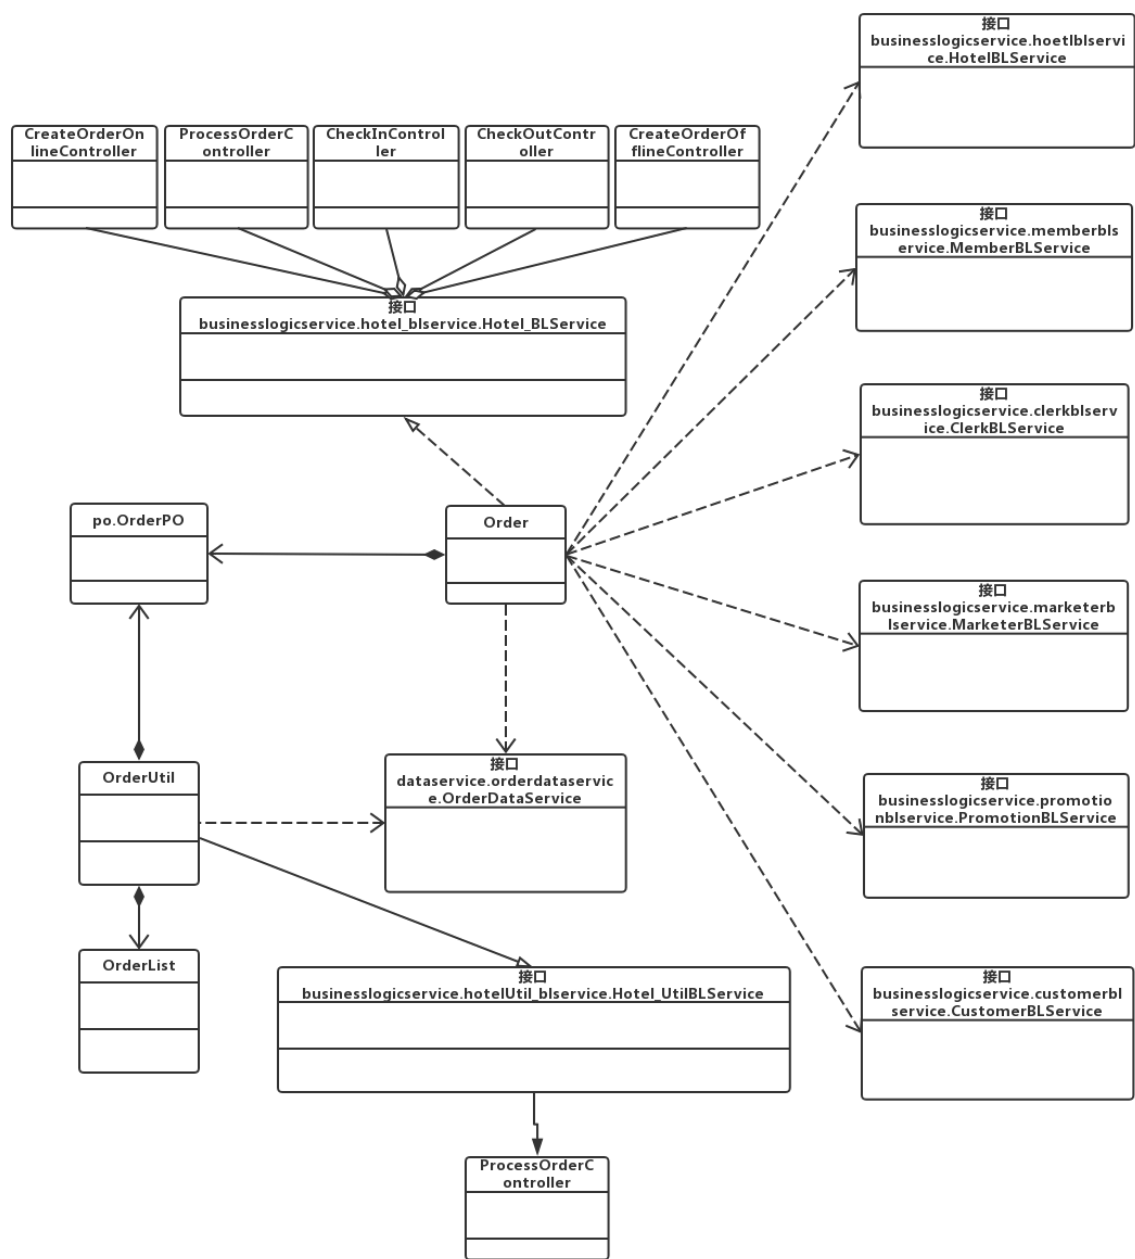 接口
businesslogicservice.hoetlblservi
ce.HotelBLService
CreateOrderOn
lineController
ProcessOrderC
ontroller
CheckInControl
ler
CheckOutContr
oller
CreateOrderOf
flineController
接口
businesslogicservice.memberbls
ervice.MemberBLService
接口
businesslogicservice.hotel_blservice.Hotel_BLService
接口
businesslogicservice.clerkblserv
ice.ClerkBLService
po.OrderPO
Order
接口
businesslogicservice.marketerb
lservice.MarketerBLService
OrderUtil
接口
dataservice.orderdataservic
e.OrderDataService
接口
businesslogicservice.promotio
nblservice.PromotionBLService
OrderList
接口
businesslogicservice.hotelUtil_blservice.Hotel_UtilBLService
接口
businesslogicservice.customerbl
service.CustomerBLService
ProcessOrderC
ontroller